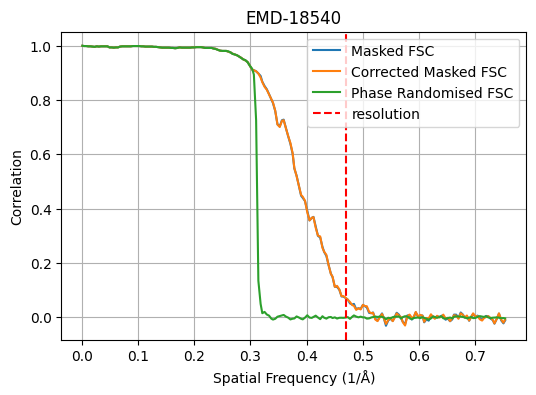 EMD-18540
Masked FSC
Corrected Masked FSC
Phase Randomised FSC
resolution
Correlation
1.0
0.8
0.6
0.4
0.2
0.0
0.0 0.1 0.2 0.3 0.4 0.5 0.6 0.7
Spatial Frequency (1/Å)